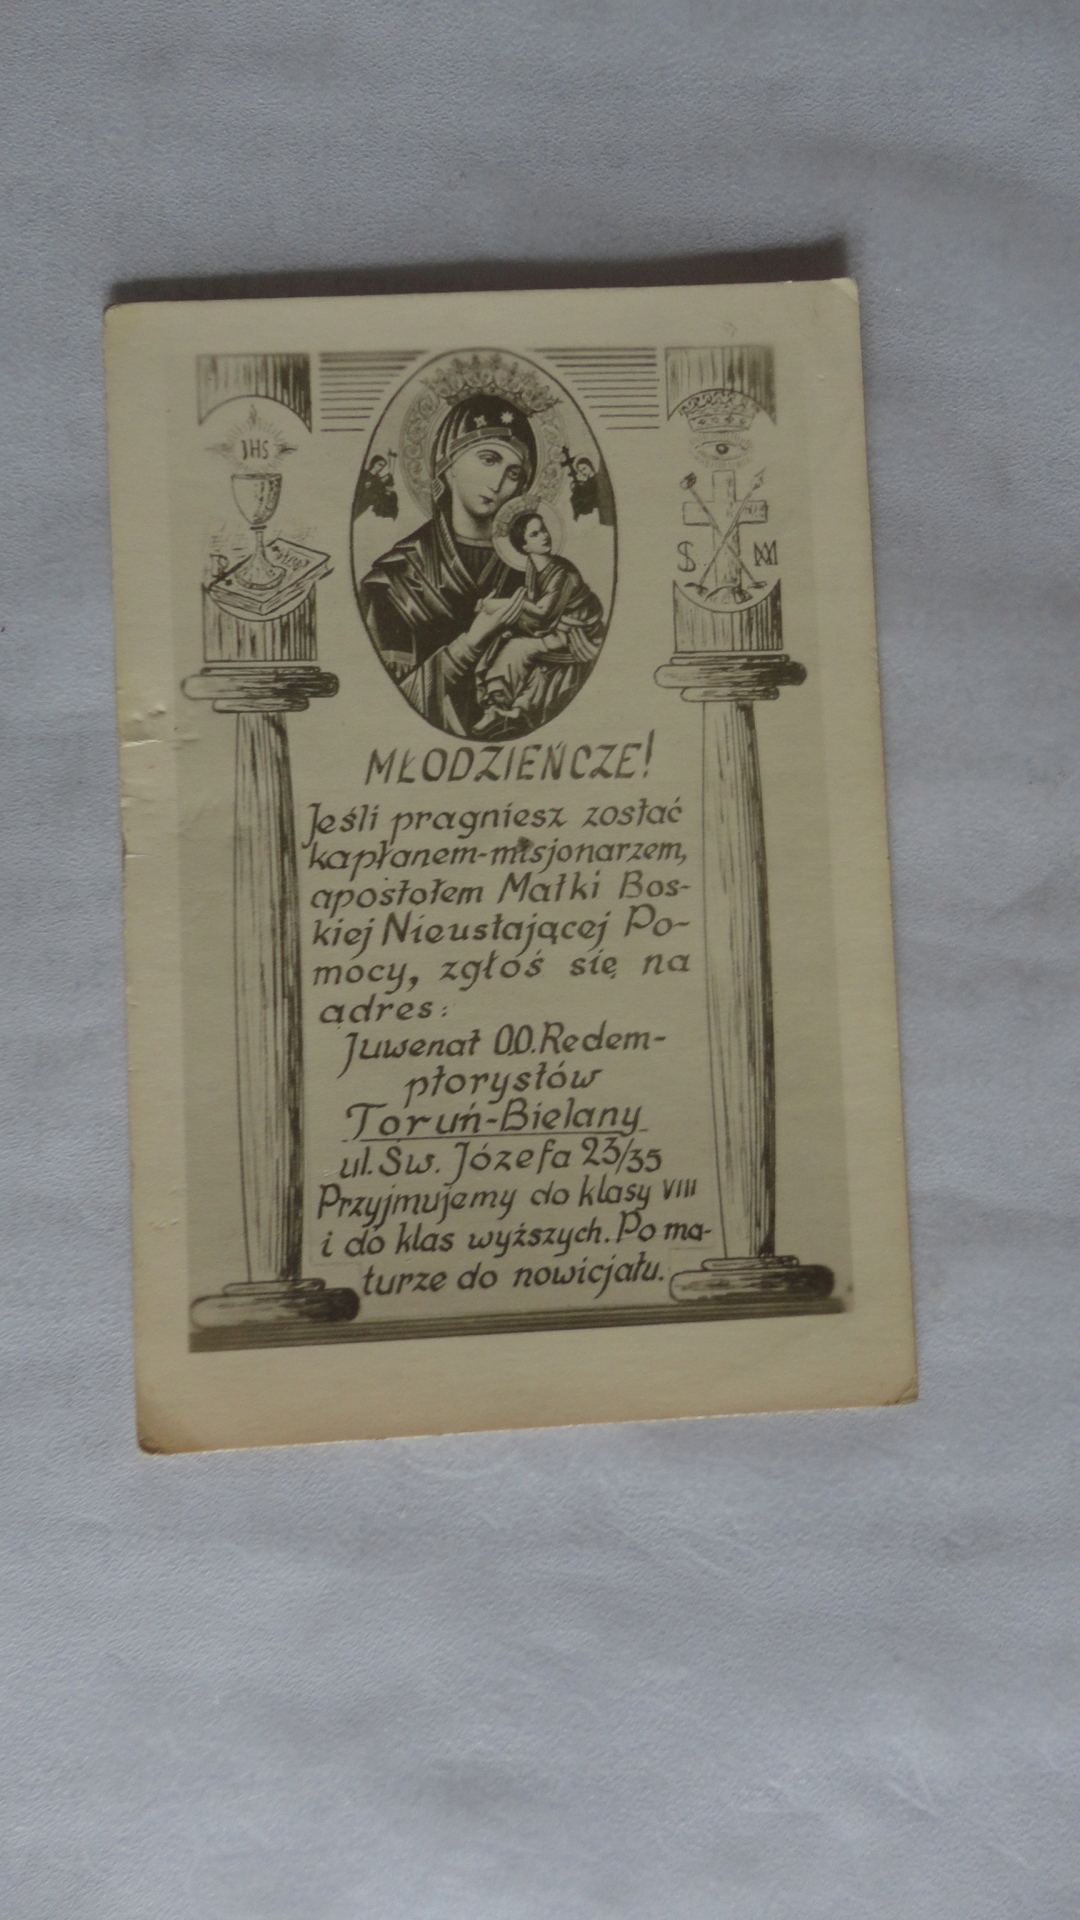 JHS
S M
MŁODZIEŃCZE!
Jeśli pragniesz zostać
kapłanem-misjonarzem,
apostołem Matki Bos-
kiej Nieustającej Po-
mocy, zgłoś się na
adres:
Juwenat OO.Redem-
ptorystów
Toruń-Bielany
ul. Św. Józefa 23/35
Przyjmujemy do klasy VIII
i do klas wyższych. Po ma-
turze do nowicjatu.